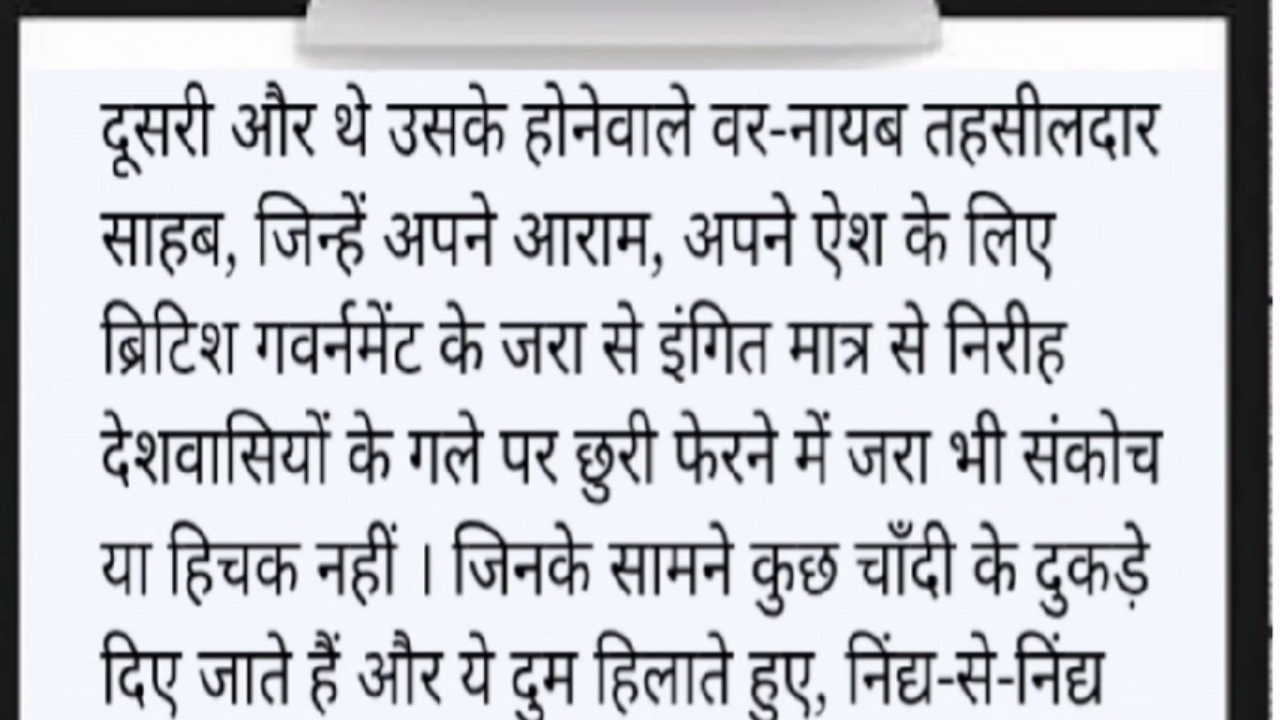 दूसरी और थे उसके होनेवाले वर-नायब तहसीलदार
साहब, जिन्हें अपने आराम, अपने ऐश के लिए
ब्रिटिश गवर्नमेंट के जरा से इंगित मात्र से निरीह
देशवासियों के गले पर छुरी फेरने में जरा भी संकोच
या हिचक नहीं । जिनके सामने कुछ चाँदी के दुकड़े
दिए जाते हैं और ये दुम हिलाते हुए, निंद्य-से-निंद्य